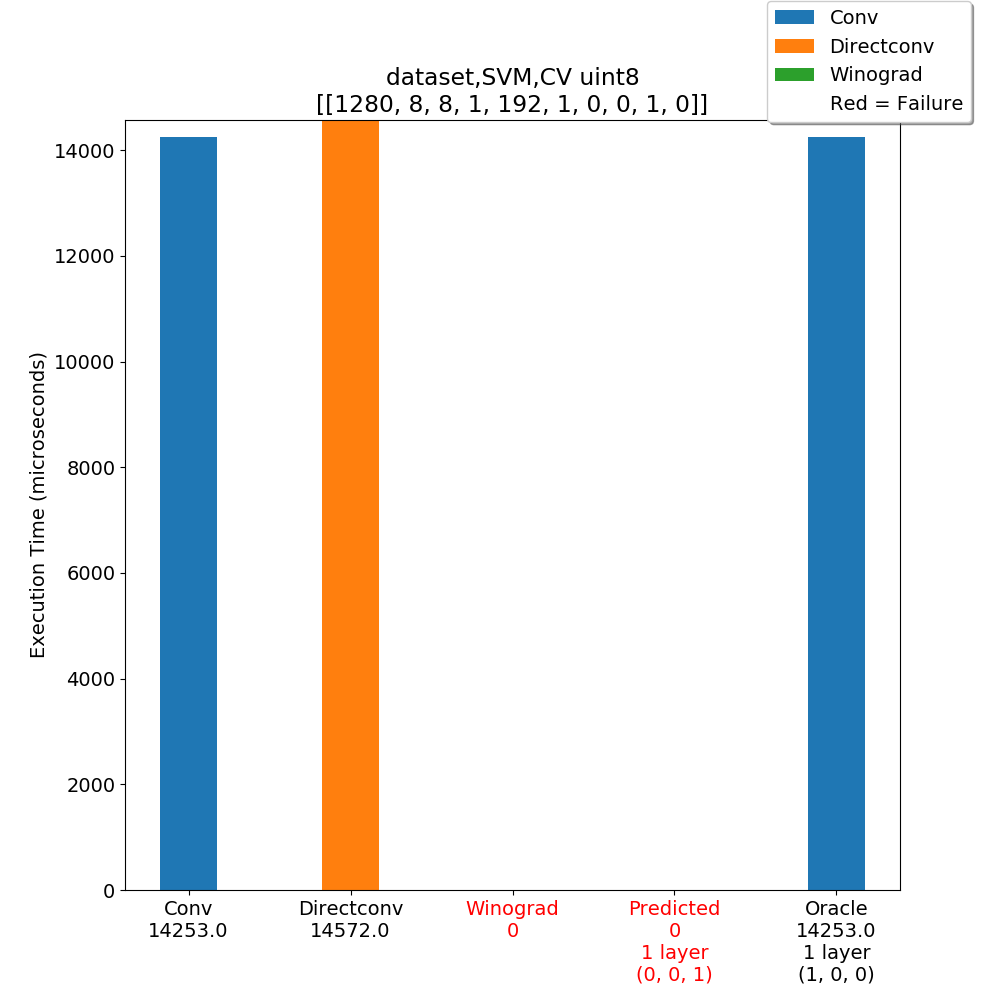 Conv
Directconv
Winograd
Red = Failure
dataset,SVM,CV uint8
[[1280, 8, 8, 1, 192, 1, 0, 0, 1, 0]]
Execution Time (microseconds)
14000
12000
10000
8000
6000
4000
2000
0
Conv
14253.0
Directconv
14572.0
Winograd
0
Predicted
0
1 layer
(0, 0, 1)
Oracle
14253.0
1 layer
(1, 0, 0)